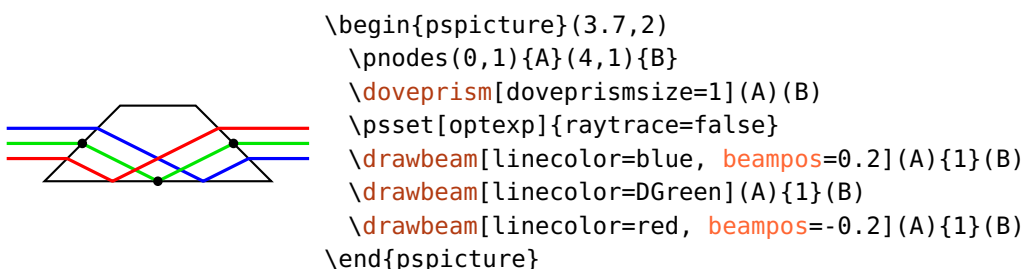 \begin{pspicture}(3.7,2)
\pnodes(0,1){A}(4,1){B}
\doveprism[doveprismsize=1](A)(B)
\psset[optexp]{raytrace=false}
\drawbeam[linecolor=blue, beampos=0.2](A){1}(B)
\drawbeam[linecolor=DGreen](A){1}(B)
\drawbeam[linecolor=red, beampos=-0.2](A){1}(B)
\end{pspicture}